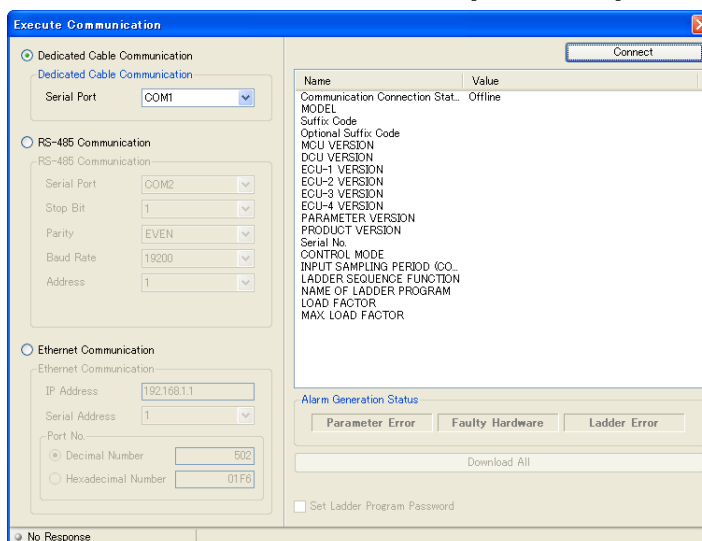 Execute Communication
Dedicated Cable Communication
Dedicated Cable Communication
Serial Port COM1
RS-485 Communication
RS-485 Communication
Serial Port COM2
Stop Bit 1
Parity EVEN
Baud Rate 19200
Address 1
Ethernet Communication
Ethernet Communication
IP Address 192.168.1.1
Serial Address 1
Port No.
Decimal Number 502
Hexadecimal Number 01F6
Connect
Name Value
Communication Connection Stat... Offline
MODEL
Suffix Code
Optional Suffix Code
MCU VERSION
DCU VERSION
ECU-1 VERSION
ECU-2 VERSION
ECU-3 VERSION
ECU-4 VERSION
PARAMETER VERSION
PRODUCT VERSION
Serial No.
CONTROL MODE
INPUT SAMPLING PERIOD (CO...
LADDER SEQUENCE FUNCTION
NAME OF LADDER PROGRAM
LOAD FACTOR
MAX. LOAD FACTOR
Alarm Generation Status
Parameter Error Faulty Hardware Ladder Error
Download All
Set Ladder Program Password
No Response